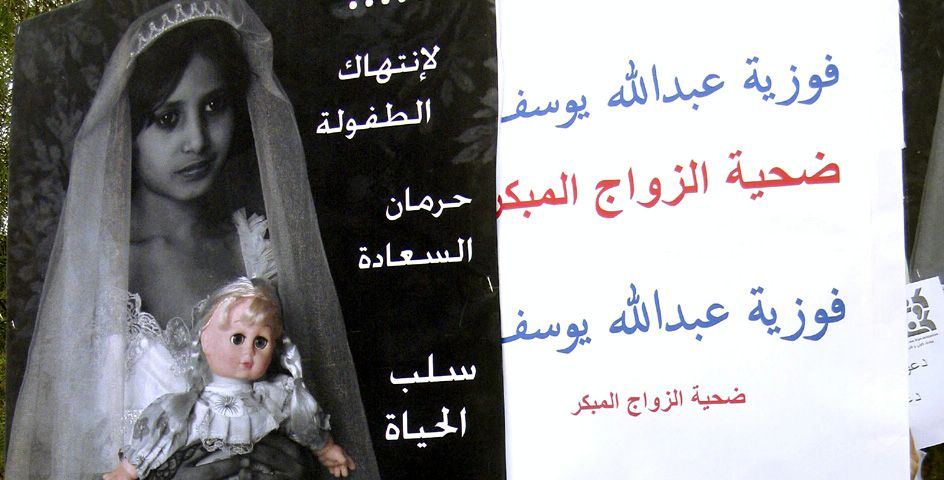 لإنتهاك
الطفولة
حرمان
السعادة
سلب
الحياة
فوزية عبدالله يوسف
ضحية الزواج المبكر
فوزية عبدالله يوسف
ضحية الزواج المبكر